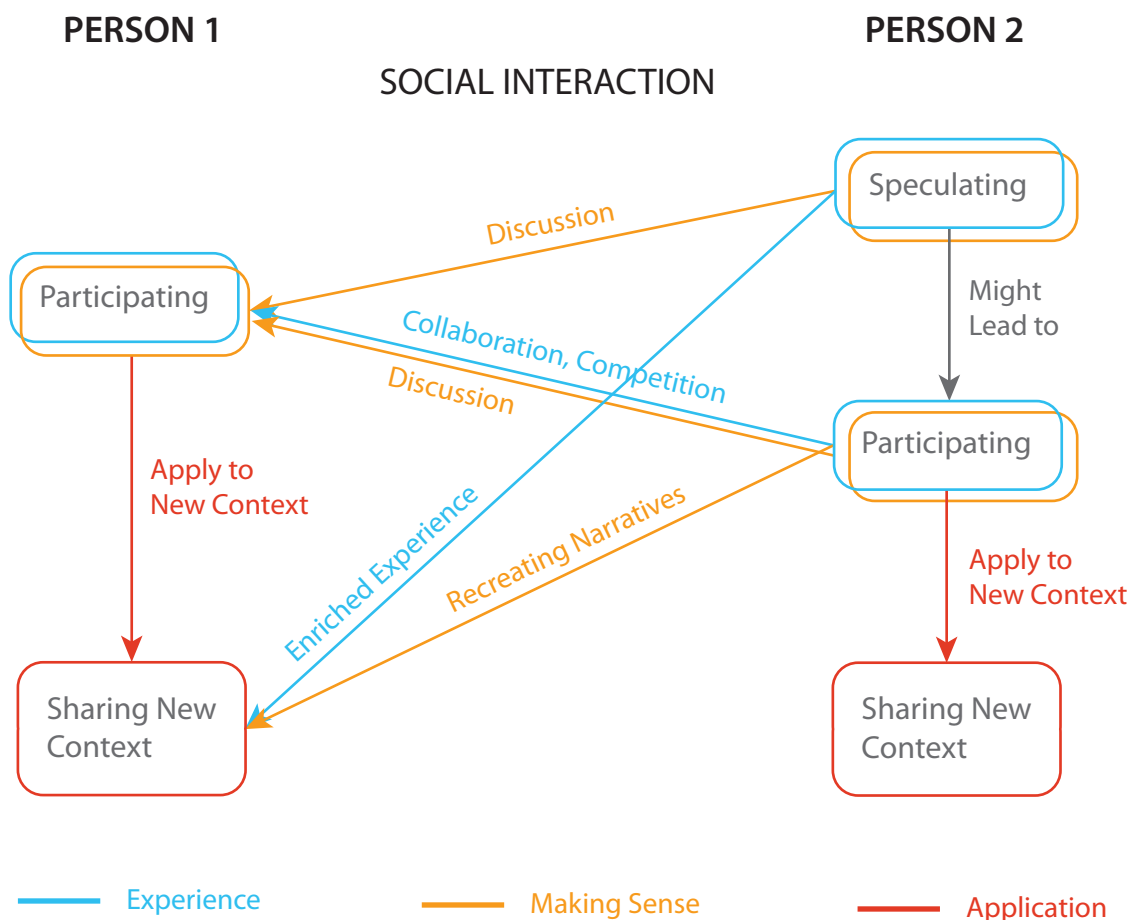 PERSON 1
PERSON 2
SOCIAL INTERACTION
Speculating
Discussion
Participating
Might
Lead to
Collaboration, Competition
Discussion
Participating
Apply to
New Context
Enriched Experience
Recreating Narratives
Apply to
New Context
Sharing New
Context
Sharing New
Context
Experience
Making Sense
Application